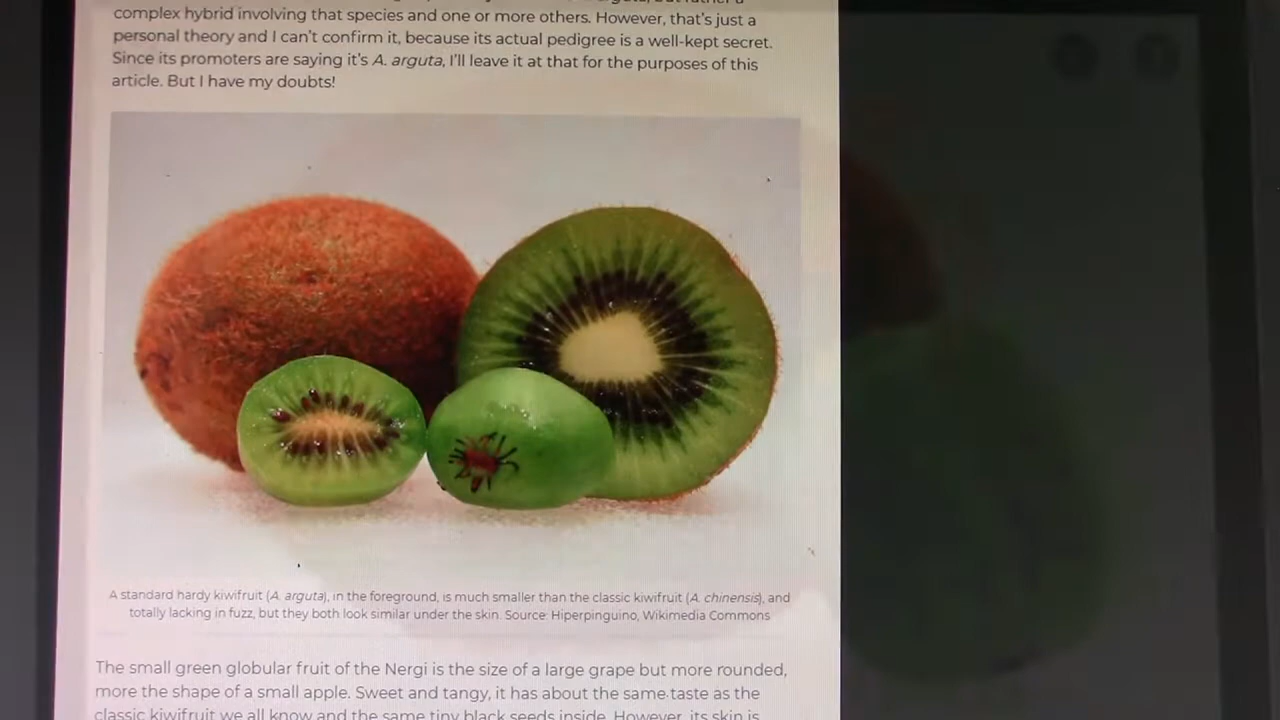 complex hybrid involving that species and one or more others. However, that's just a
personal theory and I can't confirm it, because its actual pedigree is a well-kept secret.
Since its promoters are saying it's A. arguta, I'll leave it at that for the purposes of this
article. But I have my doubts!
A standard hardy kiwifruit (A. arguta), in the foreground, is much smaller than the classic kiwifruit (A. chinensis), and
totally lacking in fuzz, but they both look similar under the skin. Source: Hiperpinguino, Wikimedia Commons
The small green globular fruit of the Nergi is the size of a large grape but more rounded,
more the shape of a small apple. Sweet and tangy, it has about the same taste as the
classic kiwifruit we all know and the same tiny black seeds inside. However, its skin is